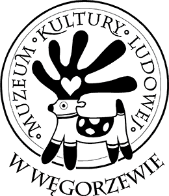 • MUZEUM • KULTURY • LUDOWEJ •
W WĘGORZEWIE